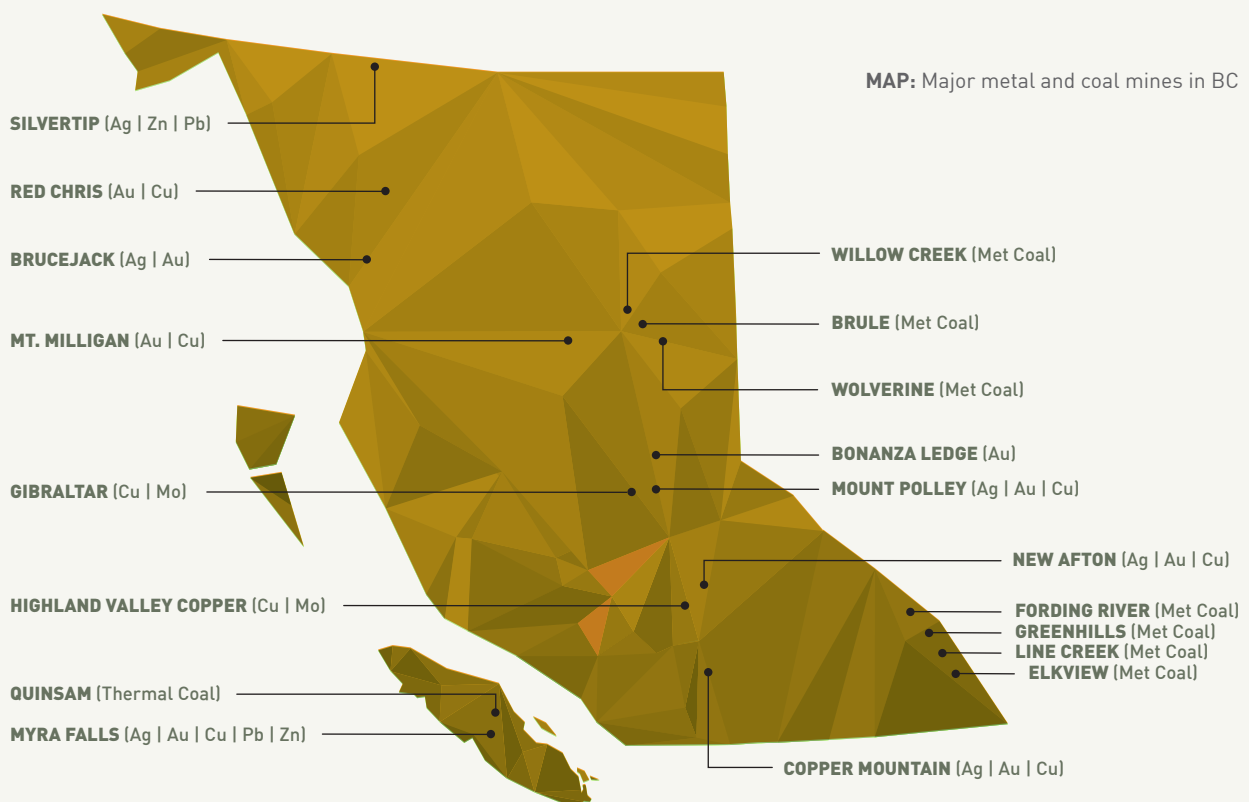 MAP: Major metal and coal mines in BC
SILVERTIP (Ag | Zn | Pb)
RED CHRIS (Au | Cu)
BRUCEJACK (Ag | Au)
MT. MILLIGAN (Au | Cu)
GIBRALTAR (Cu | Mo)
HIGHLAND VALLEY COPPER (Cu | Mo)
QUINSAM (Thermal Coal)
MYRA FALLS (Ag | Au | Cu | Pb | Zn)
WILLOW CREEK (Met Coal)
BRULE (Met Coal)
WOLVERINE (Met Coal)
BONANZA LEDGE (Au)
MOUNT POLLEY (Ag | Au | Cu)
NEW AFTON (Ag | Au | Cu)
FORDING RIVER (Met Coal)
GREENHILLS (Met Coal)
LINE CREEK (Met Coal)
ELKVIEW (Met Coal)
COPPER MOUNTAIN (Ag | Au | Cu)